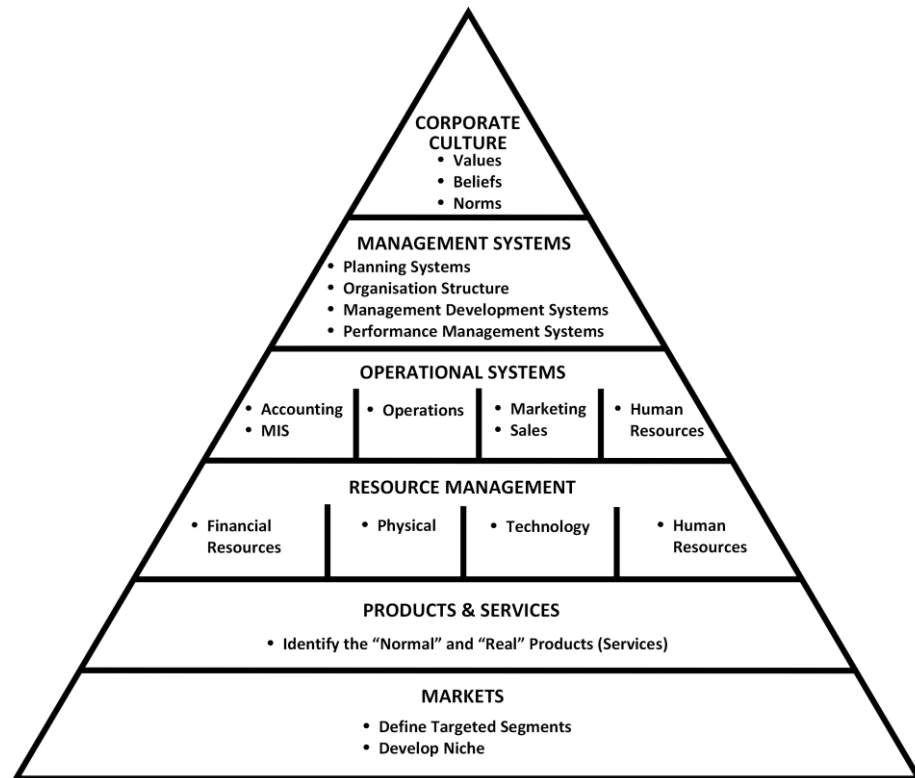 CORPORATE
CULTURE
• Values
• Beliefs
• Norms
MANAGEMENT SYSTEMS
• Planning Systems
• Organisation Structure
• Management Development Systems
• Performance Management Systems
OPERATIONAL SYSTEMS
• Accounting
• MIS
• Operations
• Marketing
• Sales
• Human
Resources
RESOURCE MANAGEMENT
• Financial
Resources
• Physical
• Technology
• Human
Resources
PRODUCTS & SERVICES
• Identify the “Normal” and “Real” Products (Services)
MARKETS
• Define Targeted Segments
• Develop Niche